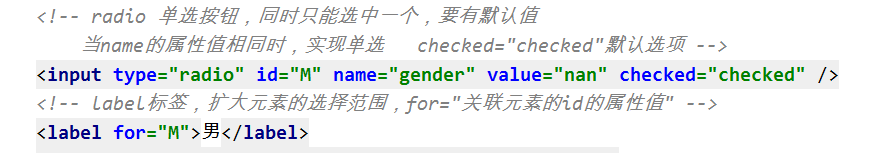 <!-- radio 单选按钮，同时只能选中一个，要有默认值
当name的属性值相同时，实现单选 checked="checked"默认选项 -->
<input type="radio" id="M" name="gender" value="nan" checked="checked" />
<!-- label标签，扩大元素的选择范围，for="关联元素的id的属性值" -->
<label for="M">男</label>